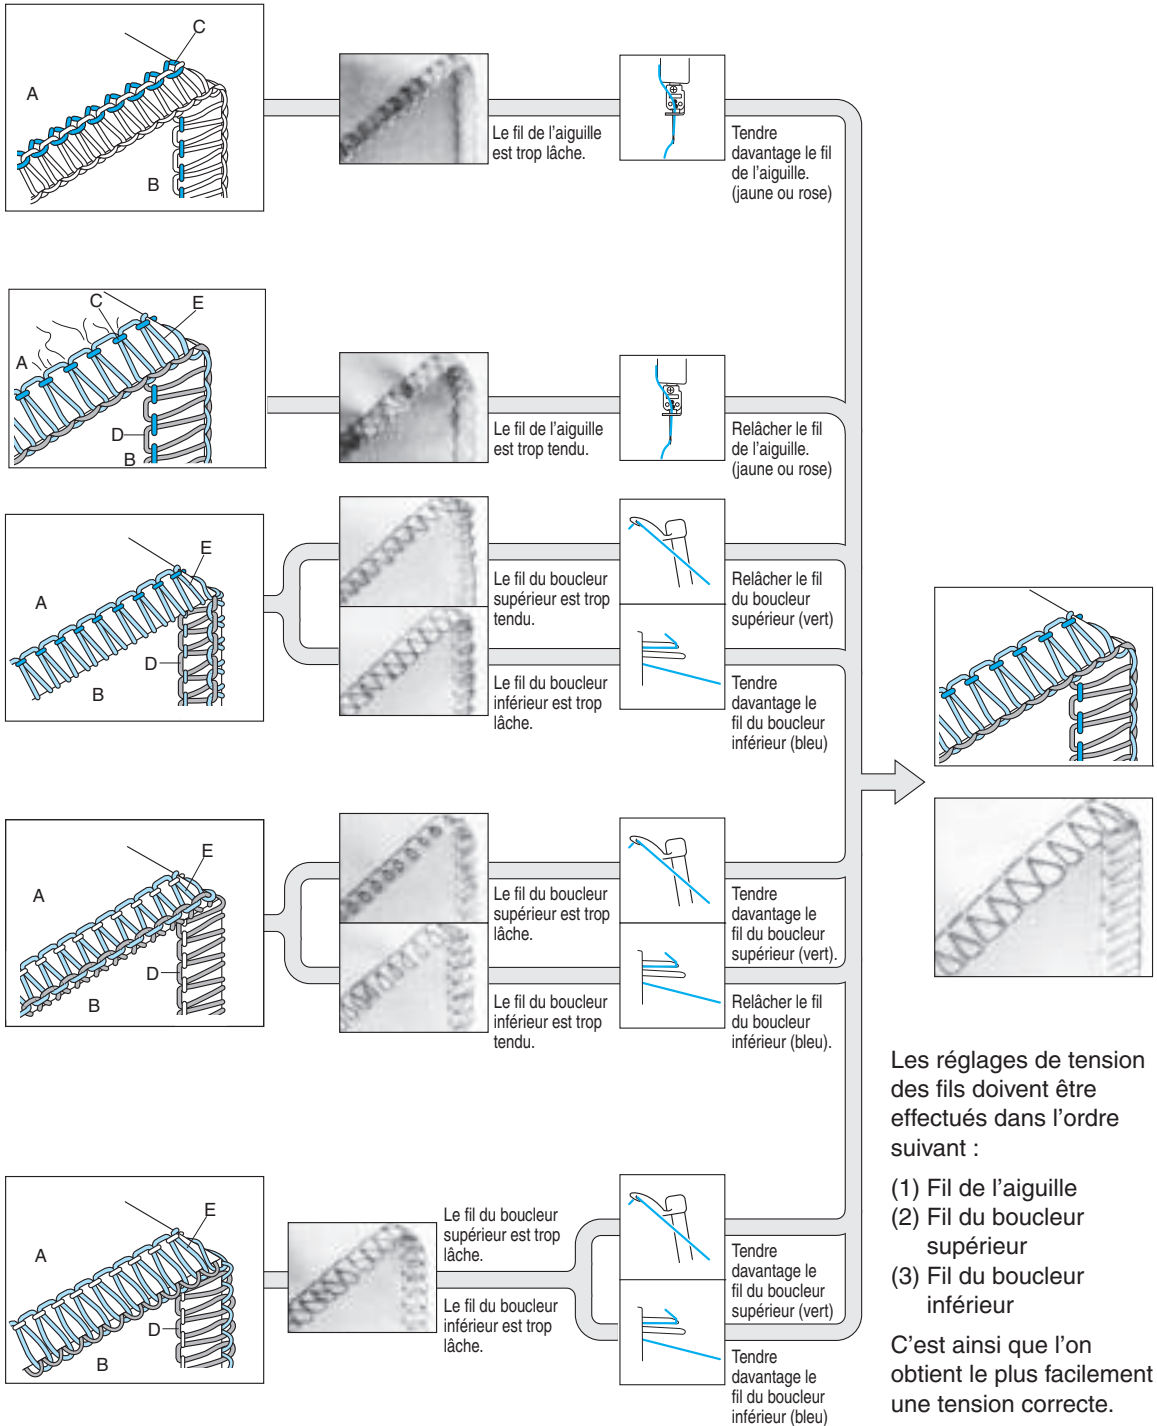 C
A
B
Le fil de l’aiguille
est trop lâche.
Tendre
davantage le fil
de l’aiguille.
(jaune ou rose)
C
E
A
D
B
Le fil de l’aiguille
est trop tendu.
Relâcher le fil
de l’aiguille.
(jaune ou rose)
E
A
D
B
Le fil du boucleur
supérieur est trop
tendu.
Relâcher le fil
du boucleur
supérieur (vert)
Le fil du boucleur
inférieur est trop
lâche.
Tendre
davantage le
fil du boucleur
inférieur (bleu)
E
A
D
B
Le fil du boucleur
supérieur est trop
lâche.
Tendre
davantage le
fil du boucleur
supérieur (vert).
Le fil du boucleur
inférieur est trop
tendu.
Relâcher le fil
du boucleur
inférieur (bleu).
E
A
D
B
Le fil du boucleur
supérieur est trop
lâche.
Le fil du boucleur
inférieur est trop
lâche.
Tendre
davantage le
fil du boucleur
supérieur (vert)
Tendre
davantage le
fil du boucleur
inférieur (bleu)
Les réglages de tension
des fils doivent être
effectués dans l’ordre
suivant :
(1) Fil de l’aiguille
(2) Fil du boucleur
supérieur
(3) Fil du boucleur
inférieur
C’est ainsi que l’on
obtient le plus facilement
une tension correcte.